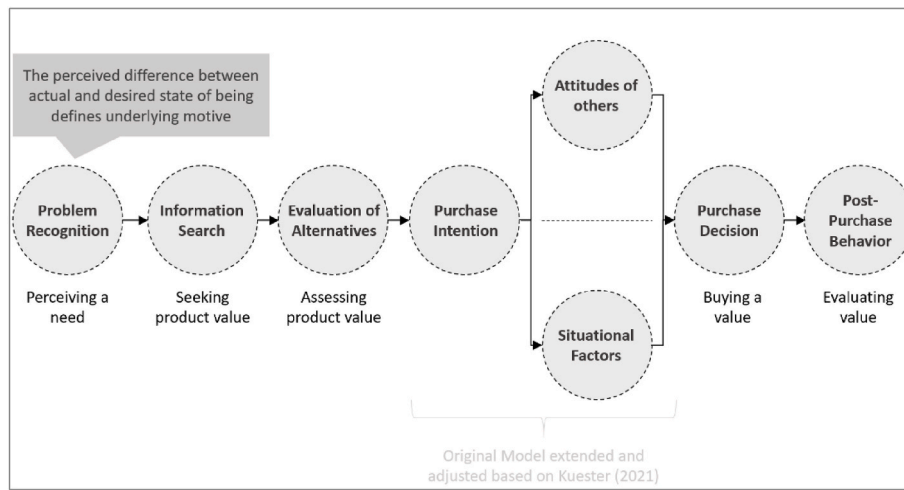 The perceived difference between
actual and desired state of being
defines underlying motive
Attitudes of
others
Problem
Recognition
Information
Search
Evaluation of
Alternatives
Purchase
Intention
Purchase
Decision
Post-
Purchase
Behavior
Perceiving a
need
Seeking
product value
Assessing
product value
Buying a
value
Evaluating
value
Situational
Factors
Original Model extended and
adjusted based on Kuester (2021)